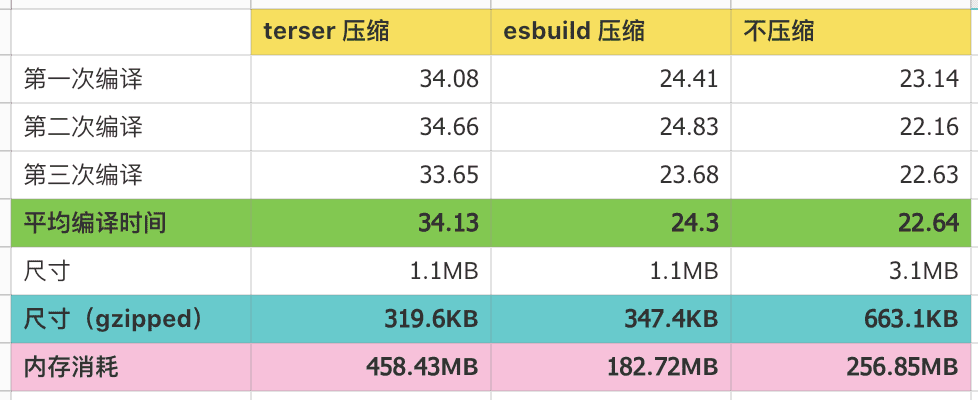 terser 压缩 esbuild 压缩 不压缩
第一次编译 34.08 24.41 23.14
第二次编译 34.66 24.83 22.16
第三次编译 33.65 23.68 22.63
平均编译时间 34.13 24.3 22.64
尺寸 1.1MB 1.1MB 3.1MB
尺寸（gzipped） 319.6KB 347.4KB 663.1KB
内存消耗 458.43MB 182.72MB 256.85MB